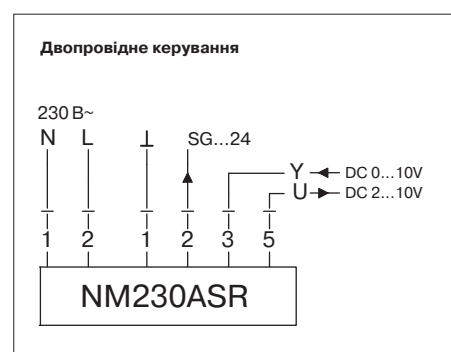 Двопровідне керування
230 В~
N L ⊥ SG...24
Y DC 0...10V
U DC 2...10V
1 2 1 2 3 5
NM230ASR